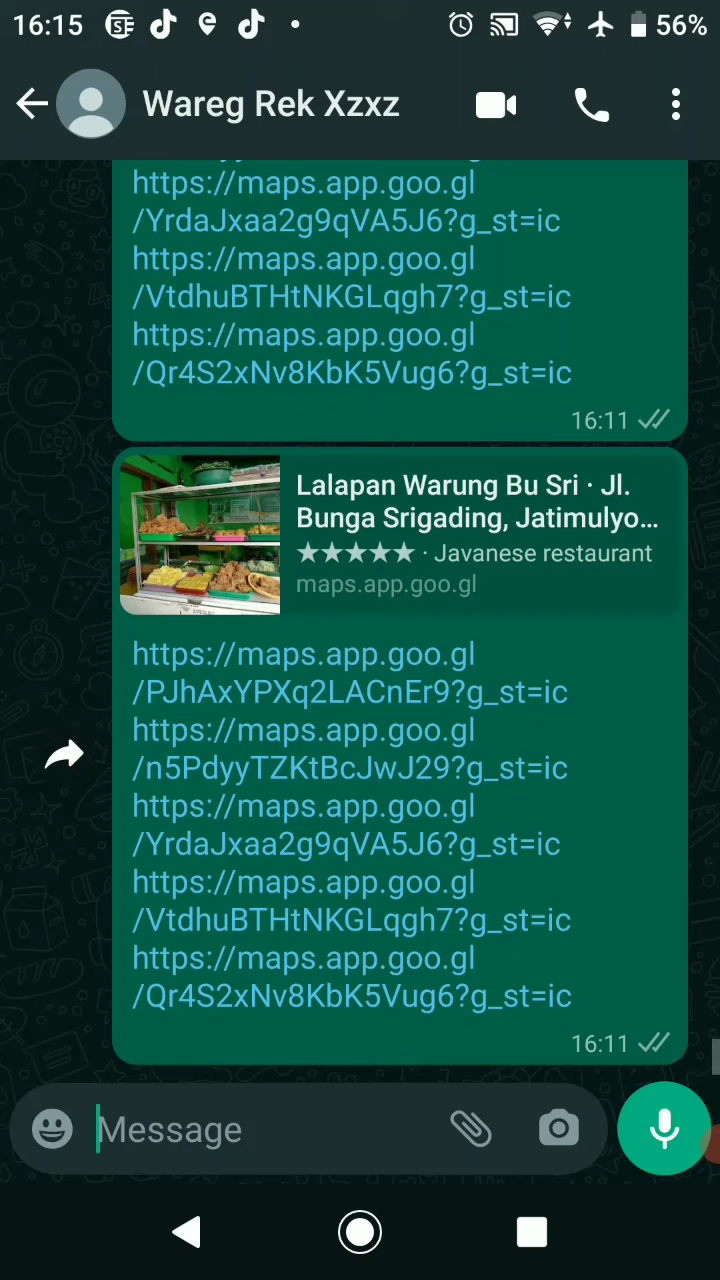 16:15
56%
Wareg Rek Xzxz
https://maps.app.goo.gl
/YrdaJxaa2g9qVA5J6?g_st=ic
https://maps.app.goo.gl
/VtdhuBTHtNKGLqgh7?g_st=ic
https://maps.app.goo.gl
/Qr4S2xNv8KbK5Vug6?g_st=ic
16:11
Lalapan Warung Bu Sri · Jl.
Bunga Srigading, Jatimulyo...
★★★★★ · Javanese restaurant
maps.app.goo.gl
https://maps.app.goo.gl
/PJhAxYPXq2LACnEr9?g_st=ic
https://maps.app.goo.gl
/n5PdyyTZKtBcJwJ29?g_st=ic
https://maps.app.goo.gl
/YrdaJxaa2g9qVA5J6?g_st=ic
https://maps.app.goo.gl
/VtdhuBTHtNKGLqgh7?g_st=ic
https://maps.app.goo.gl
/Qr4S2xNv8KbK5Vug6?g_st=ic
16:11
Message